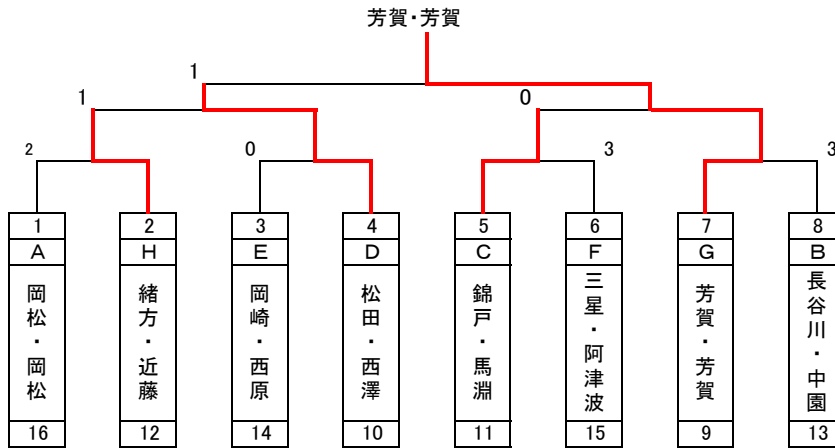 芳賀・芳賀
1
1
0
2
0
3
3
1
2
3
4
5
6
7
8
A
H
E
D
C
F
G
B
岡松・岡松
緒方・近藤
岡崎・西原
松田・西澤
錦戸・馬淵
三星・阿津波
芳賀・芳賀
長谷川・中園
16
12
14
10
11
15
9
13